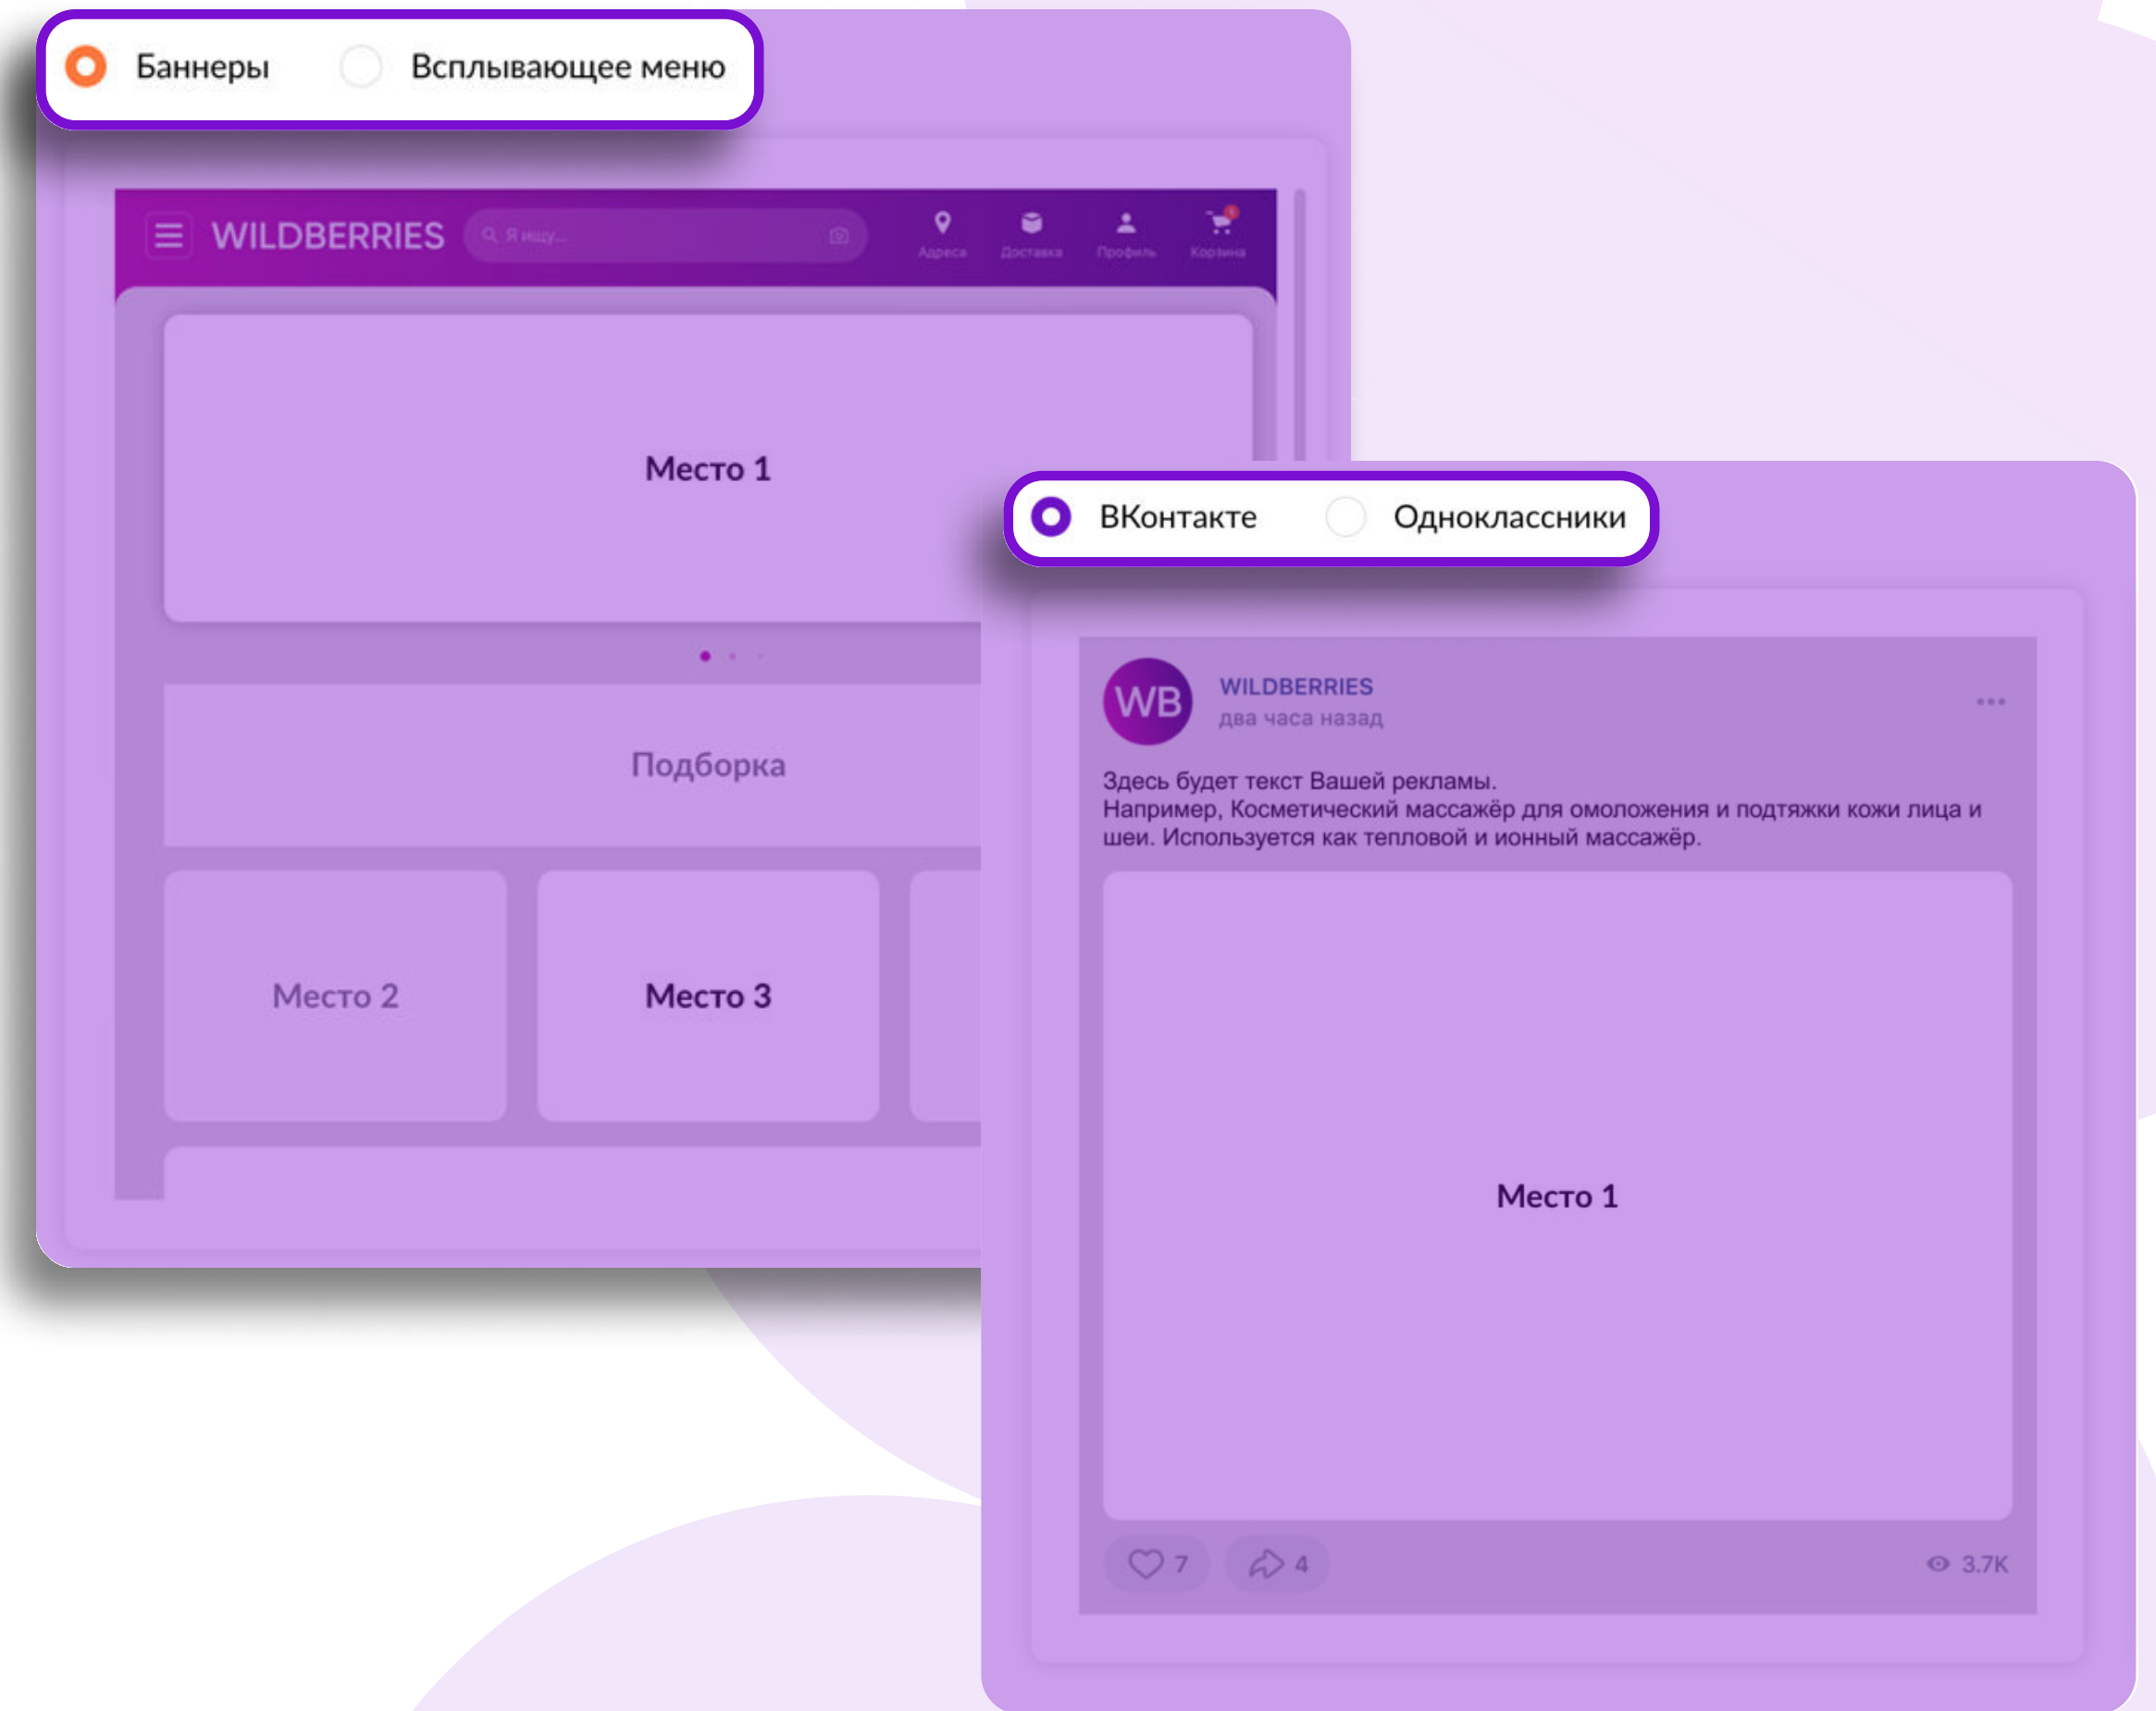 Баннеры
Всплывающее меню
WILDBERRIES
Я ищу...
Адреса
Доставка
Профиль
Корзина
Место 1
Подборка
Место 2
Место 3
ВКонтакте
Одноклассники
WB
WILDBERRIES
два часа назад
Здесь будет текст Вашей рекламы.
Например, Косметический массажёр для омоложения и подтяжки кожи лица и
шеи. Используется как тепловой и ионный массажёр.
Место 1
7
4
3.7K